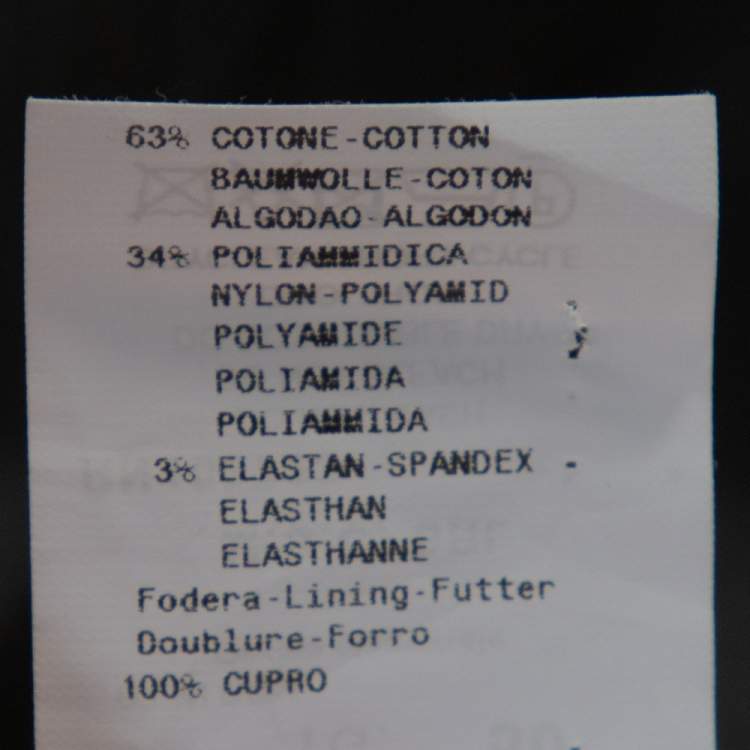 63% COTONE-COTTON
BAUMWOLLE-COTON
ALGODAO-ALGODON
34% POLIAMMIDICA
NYLON-POLYAMID
POLYAMIDE
POLIAMIDA
POLIAMMIDA
3% ELASTAN-SPANDEX -
ELASTHAN
ELASTHANNE
Fodera-Lining-Futter
Doublure-Forro
100% CUPRO